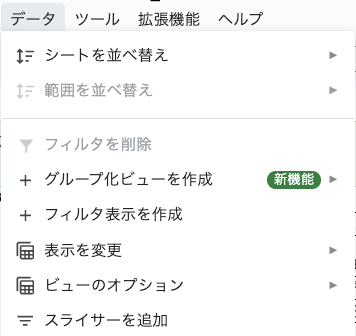 データ ツール 拡張機能 ヘルプ
シートを並べ替え
範囲を並べ替え
フィルタを削除
グループ化ビューを作成 新機能
フィルタ表示を作成
表示を変更
ビューのオプション
スライサーを追加